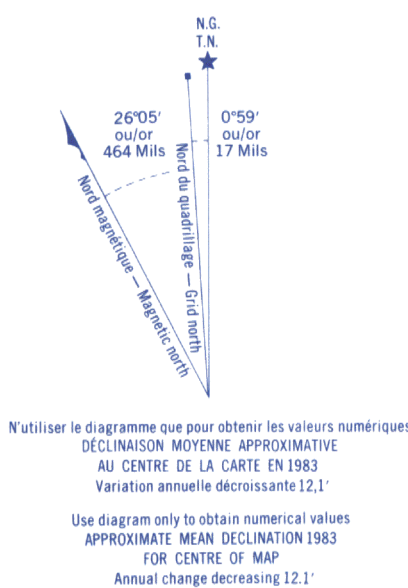 N.G.
T.N.
26°05′
ou/or
464 Mils
0°59′
ou/or
17 Mils
Nord magnétique — Magnetic north
Nord du quadrillage — Grid north
N'utiliser le diagramme que pour obtenir les valeurs numériques
DÉCLINAISON MOYENNE APPROXIMATIVE
AU CENTRE DE LA CARTE EN 1983
Variation annuelle décroissante 12,1′
Use diagram only to obtain numerical values
APPROXIMATE MEAN DECLINATION 1983
FOR CENTRE OF MAP
Annual change decreasing 12.1′